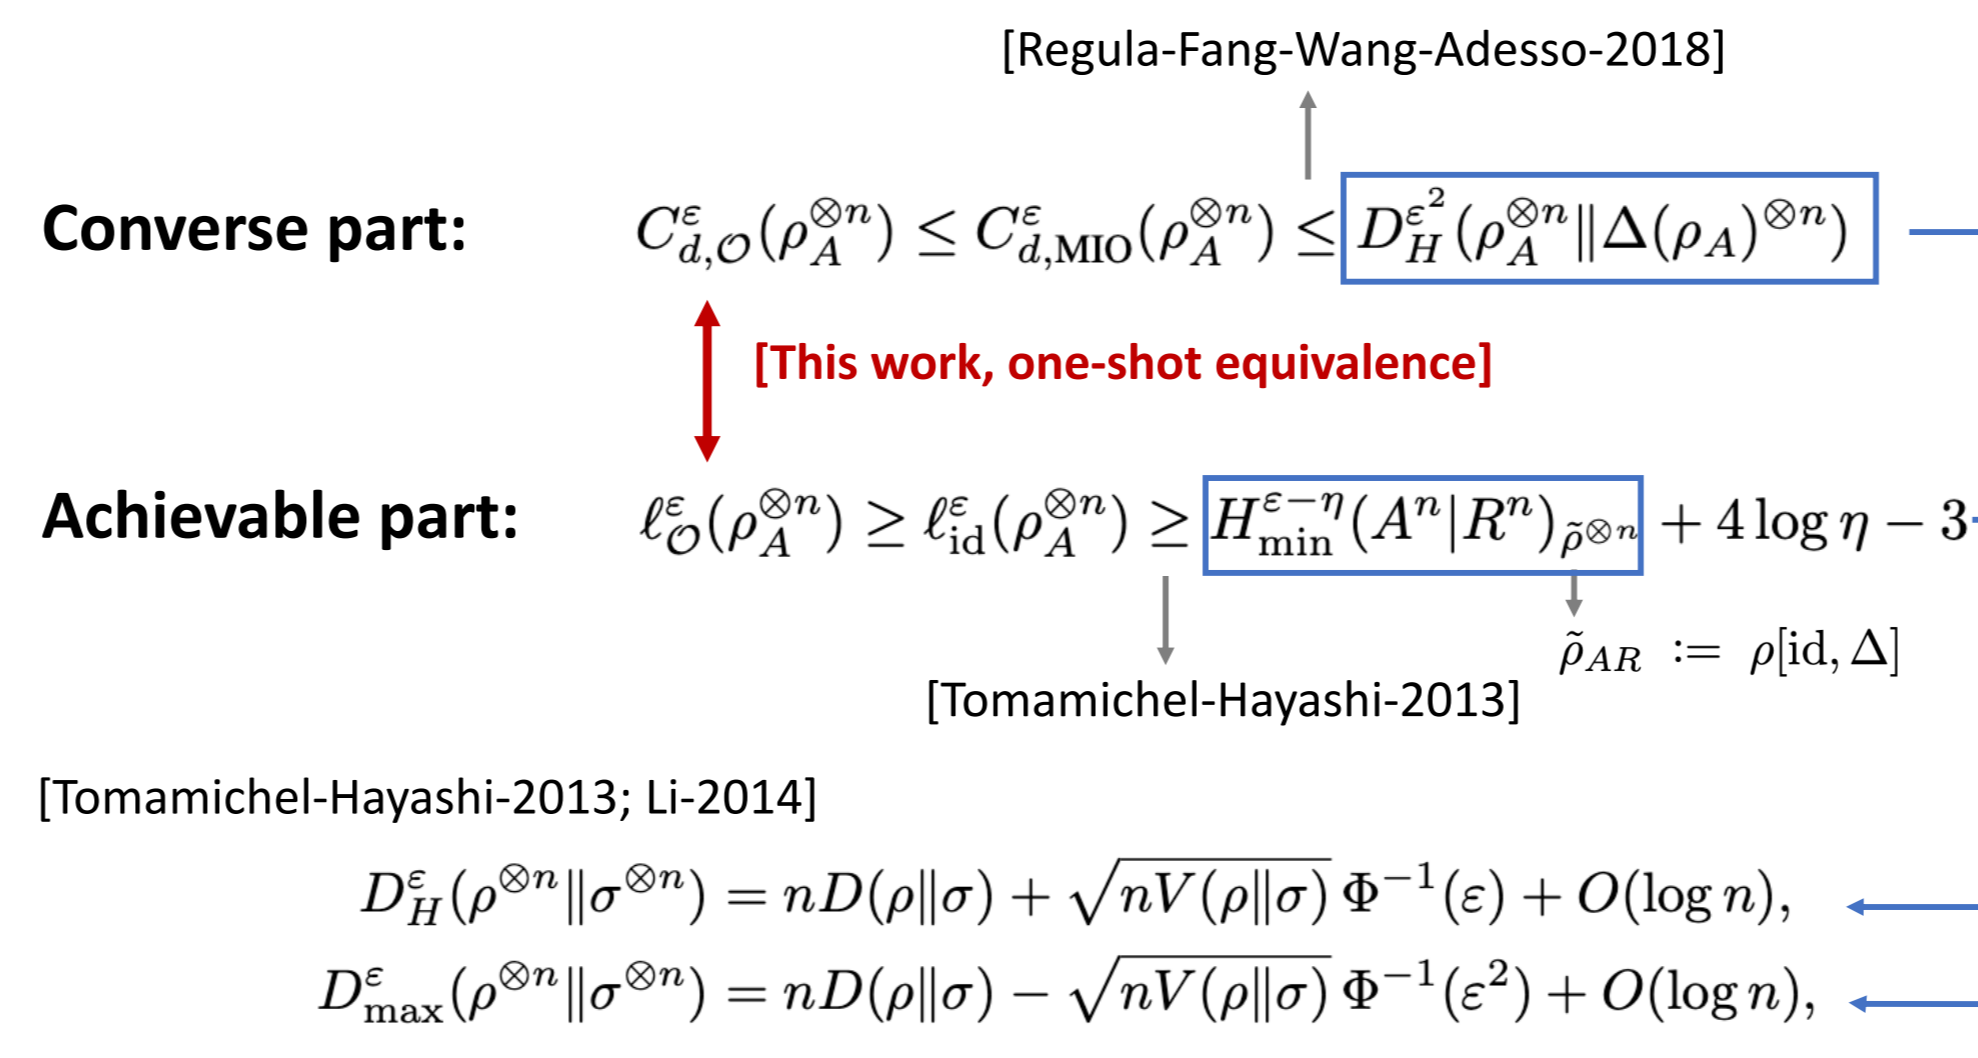 [Regula-Fang-Wang-Adesso-2018]
Converse part: $C_{d,\mathcal{O}}^{\varepsilon}(\rho_A^{\otimes n}) \leq C_{d,\mathrm{MIO}}^{\varepsilon}(\rho_A^{\otimes n}) \leq D_H^{\varepsilon^2}(\rho_A^{\otimes n} \| \Delta(\rho_A)^{\otimes n})$
[This work, one-shot equivalence]
Achievable part: $\ell_{\mathcal{O}}^{\varepsilon}(\rho_A^{\otimes n}) \geq \ell_{\mathrm{id}}^{\varepsilon}(\rho_A^{\otimes n}) \geq H_{\min}^{\varepsilon-\eta}(A^n|R^n)_{\tilde{\rho}^{\otimes n}} + 4 \log \eta - 3$
$\tilde{\rho}_{AR} := \rho[\mathrm{id}, \Delta]$
[Tomamichel-Hayashi-2013]
[Tomamichel-Hayashi-2013; Li-2014]
$D_H^{\varepsilon}(\rho^{\otimes n} \| \sigma^{\otimes n}) = nD(\rho\|\sigma) + \sqrt{nV(\rho\|\sigma)}\, \Phi^{-1}(\varepsilon) + O(\log n),$
$D_{\max}^{\varepsilon}(\rho^{\otimes n} \| \sigma^{\otimes n}) = nD(\rho\|\sigma) - \sqrt{nV(\rho\|\sigma)}\, \Phi^{-1}(\varepsilon^2) + O(\log n),$